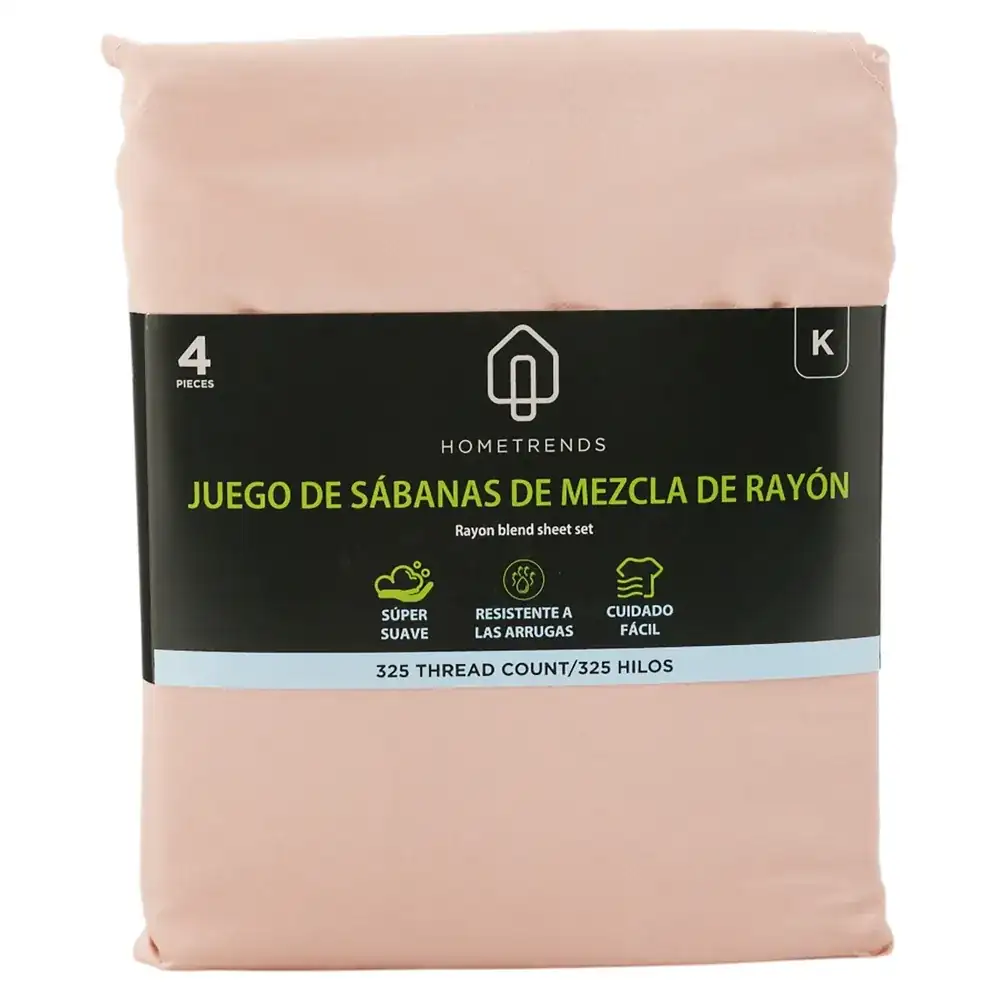 4
PIECES
K
HOMETRENDS
JUEGO DE SÁBANAS DE MEZCLA DE RAYÓN
Rayon blend sheet set
SÚPER
SUAVE
RESISTENTE A
LAS ARRUGAS
CUIDADO
FÁCIL
325 THREAD COUNT/325 HILOS